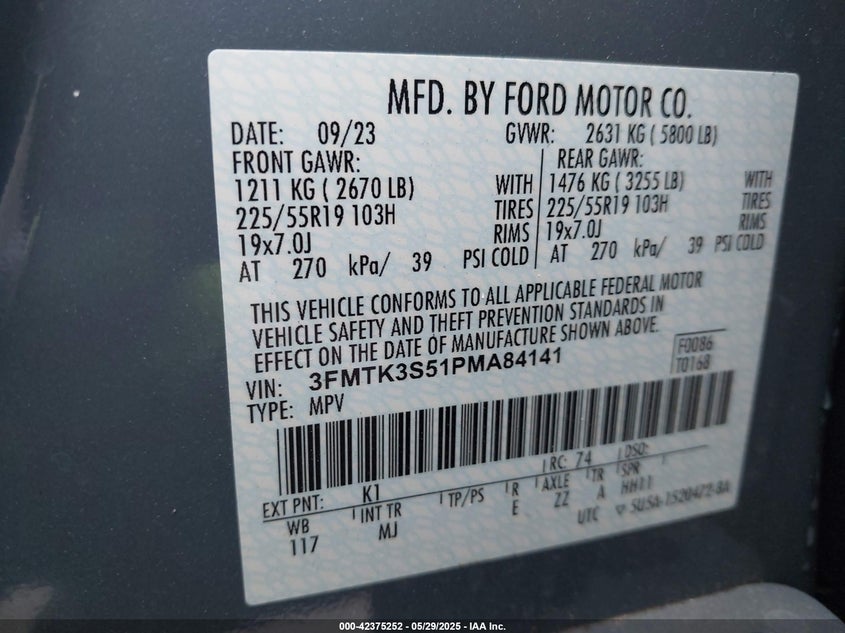 MFD. BY FORD MOTOR CO.
DATE: 09/23 GVWR: 2631 KG ( 5800 LB)
FRONT GAWR: REAR GAWR:
1211 KG ( 2670 LB) WITH 1476 KG ( 3255 LB) WITH
225/55R19 103H TIRES 225/55R19 103H TIRES
19x7.0J RIMS 19x7.0J RIMS
AT 270 kPa/ 39 PSI COLD AT 270 kPa/ 39 PSI COLD
THIS VEHICLE CONFORMS TO ALL APPLICABLE FEDERAL MOTOR
VEHICLE SAFETY AND THEFT PREVENTION STANDARDS IN
EFFECT ON THE DATE OF MANUFACTURE SHOWN ABOVE.
F0086
T0168
VIN: 3FMTK3S51PMA84141
TYPE: MPV
RC: 74 DSO:
EXT PNT: K1
WB INT TR TP/PS R AXLE TR SPR
117 MJ E ZZ A HH11
UTC ▽ 5U5A-1520472-BA
000-42375252 | 05/29/2025 - IAA Inc.